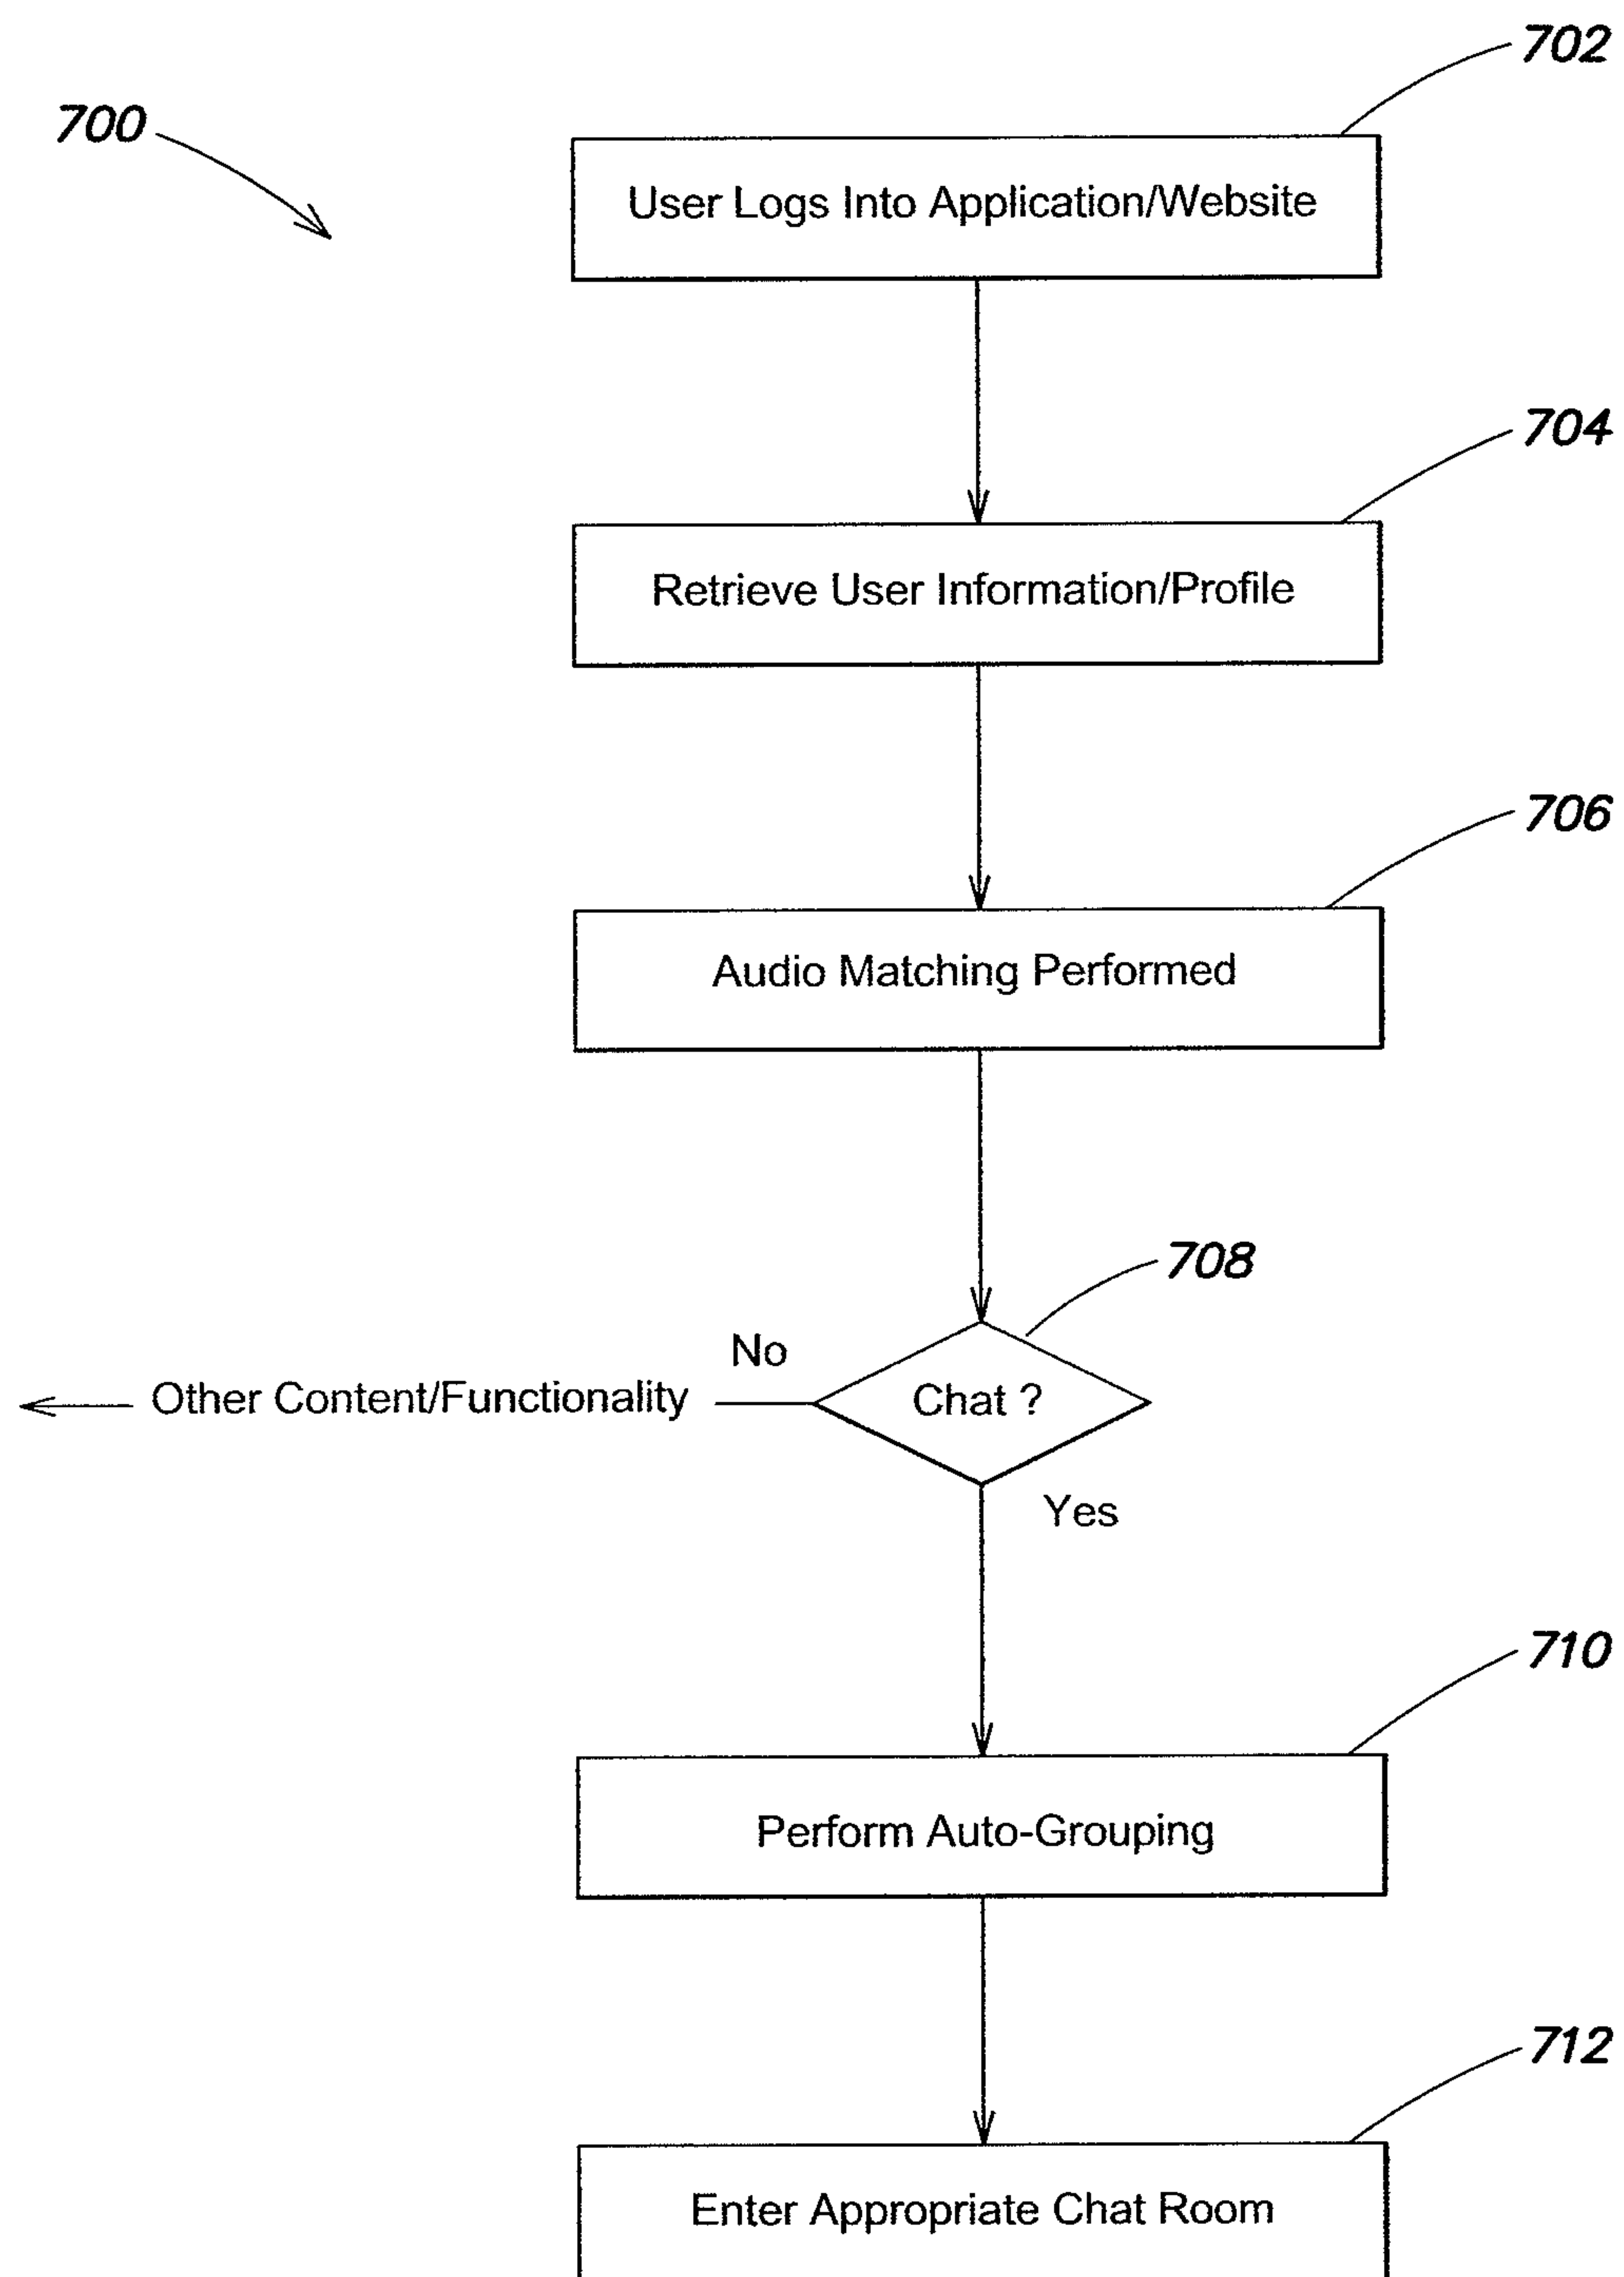 702
700
User Logs Into Application/Website
704
Retrieve User Information/Profile
706
Audio Matching Performed
708
No
Other Content/Functionality
Chat ?
Yes
710
Perform Auto-Grouping
712
Enter Appropriate Chat Room